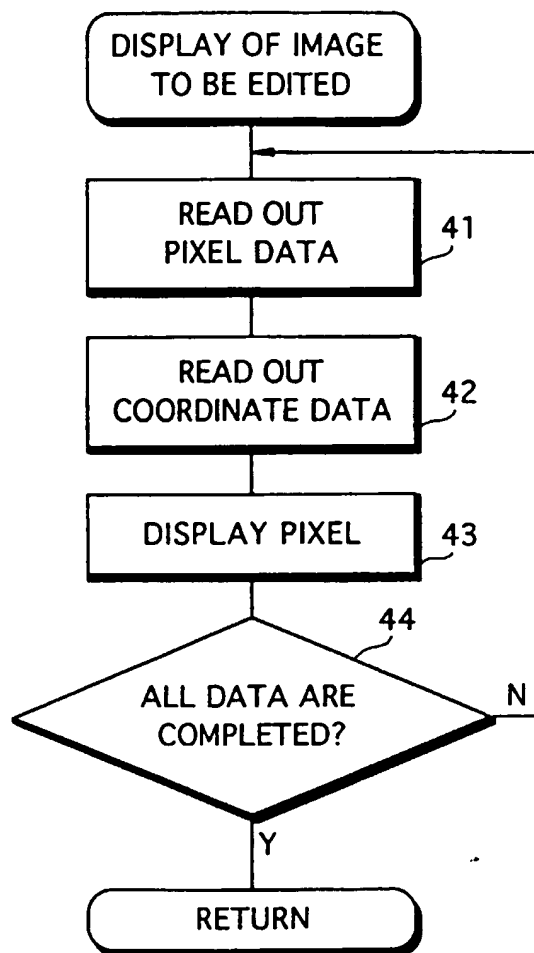 DISPLAY OF IMAGE
TO BE EDITED
READ OUT
PIXEL DATA
41
READ OUT
COORDINATE DATA
42
DISPLAY PIXEL
43
44
ALL DATA ARE
COMPLETED?
N
Y
RETURN